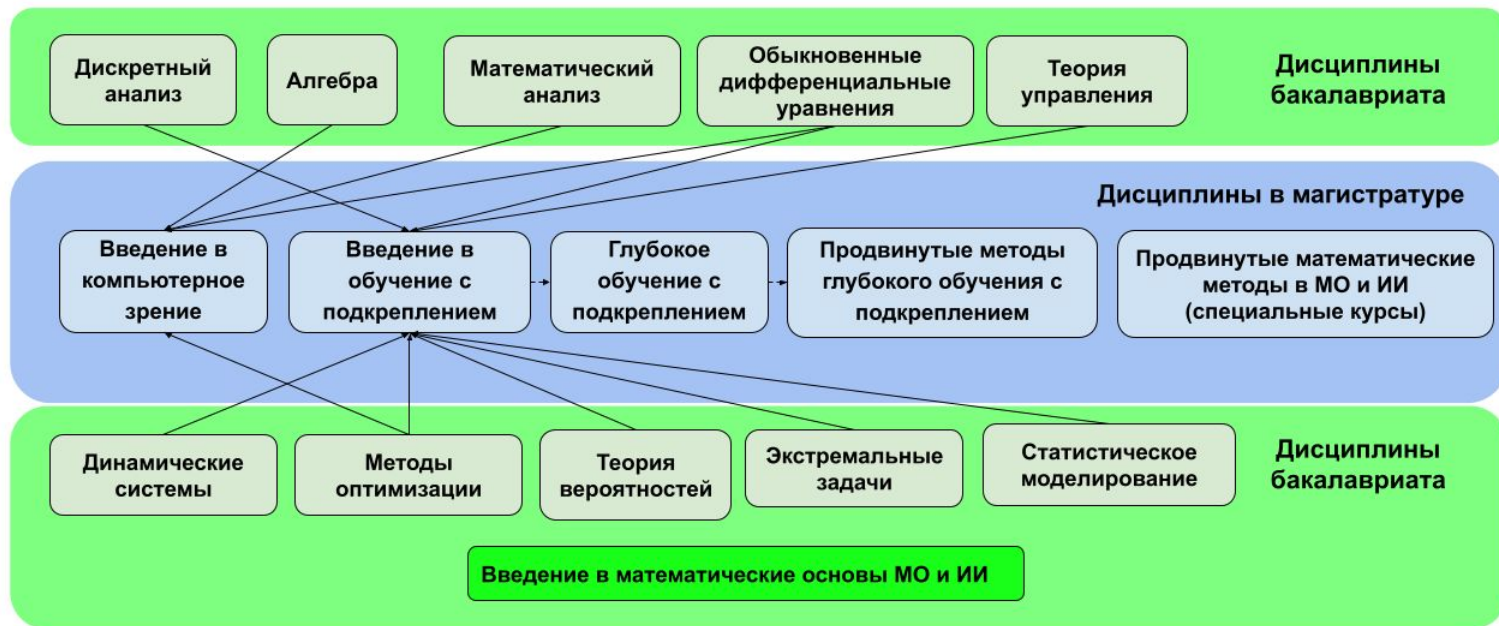 Дискретный
анализ
Алгебра
Математический
анализ
Обыкновенные
дифференциальные
уравнения
Теория
управления
Дисциплины
бакалавриата
Дисциплины в магистратуре
Введение в
компьютерное
зрение
Введение в
обучение с
подкреплением
Глубокое
обучение с
подкреплением
Продвинутые методы
глубокого обучения с
подкреплением
Продвинутые математические
методы в МО и ИИ
(специальные курсы)
Динамические
системы
Методы
оптимизации
Теория
вероятностей
Экстремальные
задачи
Статистическое
моделирование
Дисциплины
бакалавриата
Введение в математические основы МО и ИИ